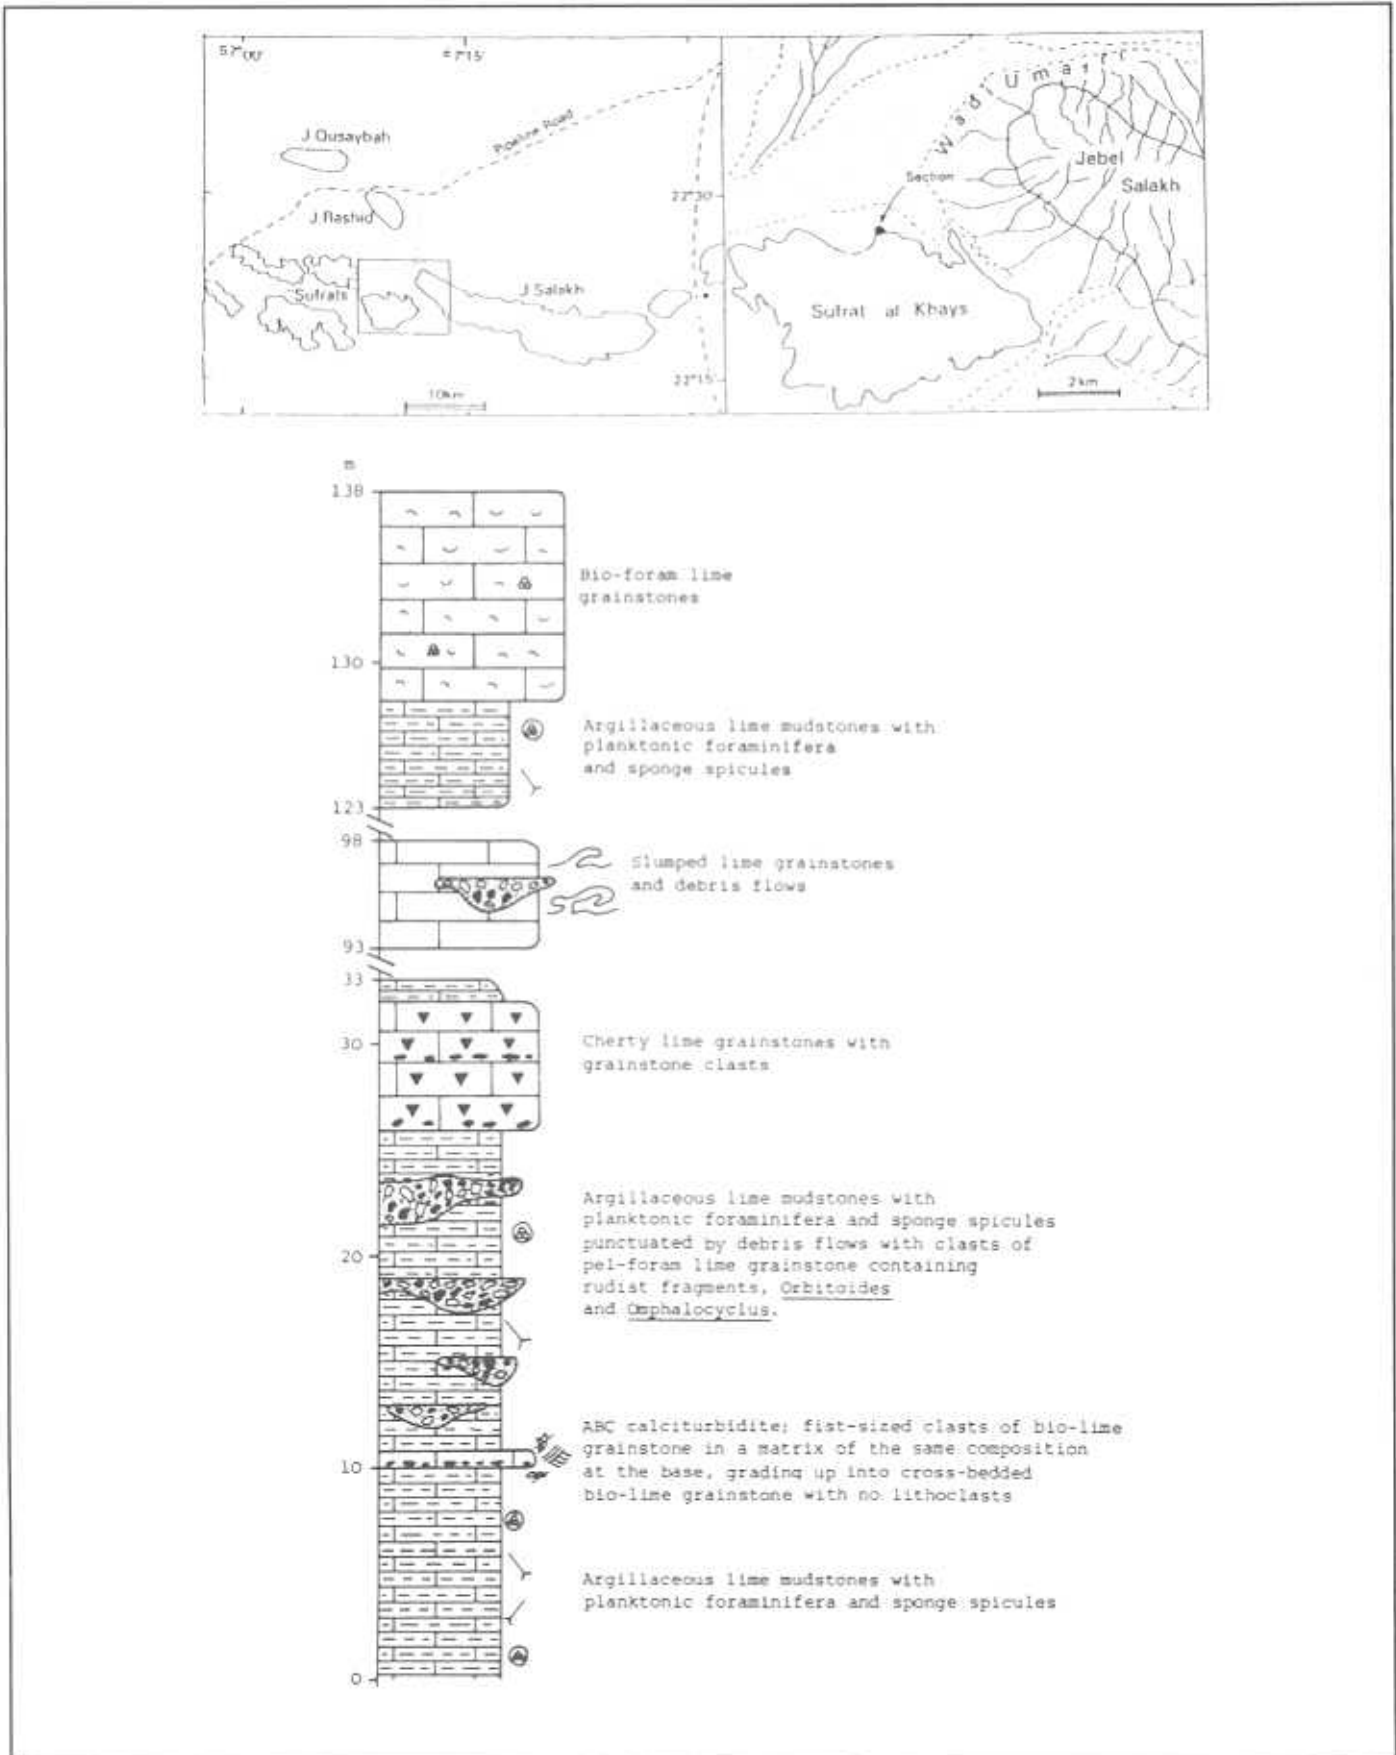 57°00'
57°15'
J Qusaybah
Pipeline Road
J.Rashid
22°30'
Sufrats
J Salakh
22°15'
10km
Wadi Umairi
Section
Jebel
Salakh
Sufrat al Khays
2km
m
138
Bio-foram lime
grainstones
130
Argillaceous lime mudstones with
planktonic foraminifera
and sponge spicules
123
98
Slumped lime grainstones
and debris flows
93
33
30
Cherty lime grainstones with
grainstone clasts
Argillaceous lime mudstones with
planktonic foraminifera and sponge spicules
punctuated by debris flows with clasts of
pel-foram lime grainstone containing
rudist fragments, Orbitoides
and Omphalocyclus.
20
ABC calciturbidite; fist-sized clasts of bio-lime
grainstone in a matrix of the same composition
at the base, grading up into cross-bedded
bio-lime grainstone with no lithoclasts
10
Argillaceous lime mudstones with
planktonic foraminifera and sponge spicules
0